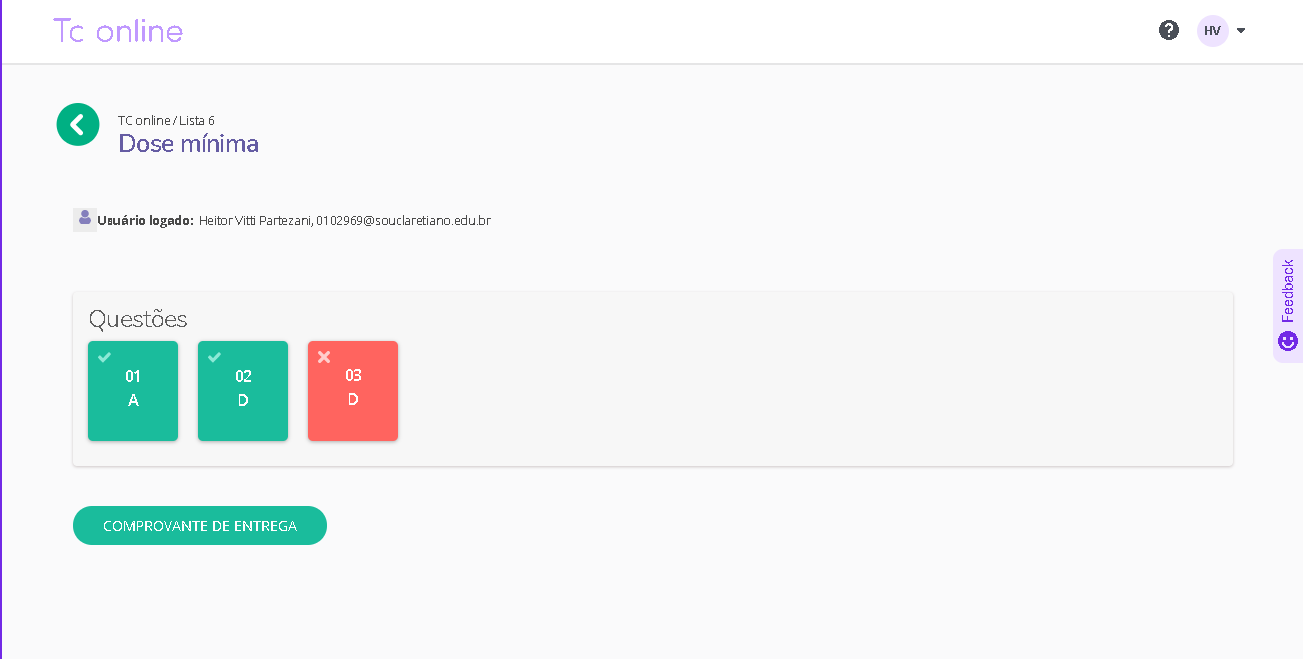 Tc online
HV
TC online / Lista 6
Dose mínima
Usuário logado: Heitor Vitti Partezani, 0102969@souclaretiano.edu.br
Feedback
Questões
01
A
02
D
03
D
COMPROVANTE DE ENTREGA